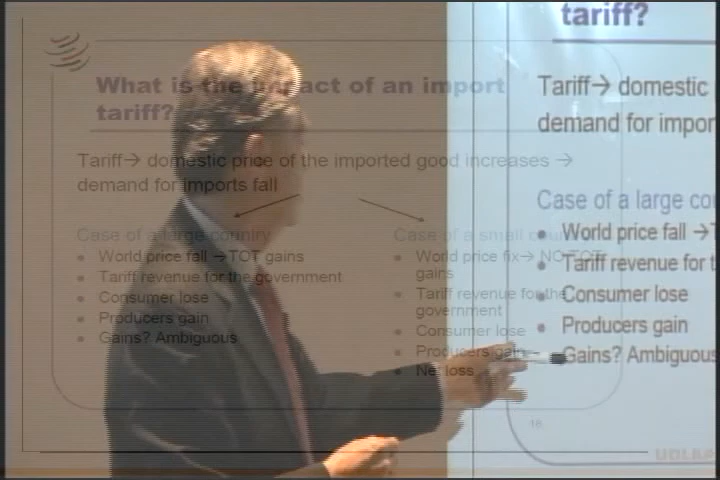 What is the impact of an import
tariff?
Tariff→ domestic price of the imported good increases →
demand for imports fall
Case of a large country
World price fall →TOT gains
Tariff revenue for the government
Consumer lose
Producers gain
Gains? Ambiguous
Case of a small country
World price fix→ NO TOT
gains
Tariff revenue for the
government
Consumer lose
Producers gain
Net loss
16
tariff?
Tariff→ domestic
demand for impor
Case of a large cou
World price fall →T
Tariff revenue for t
Consumer lose
Producers gain
Gains? Ambiguous